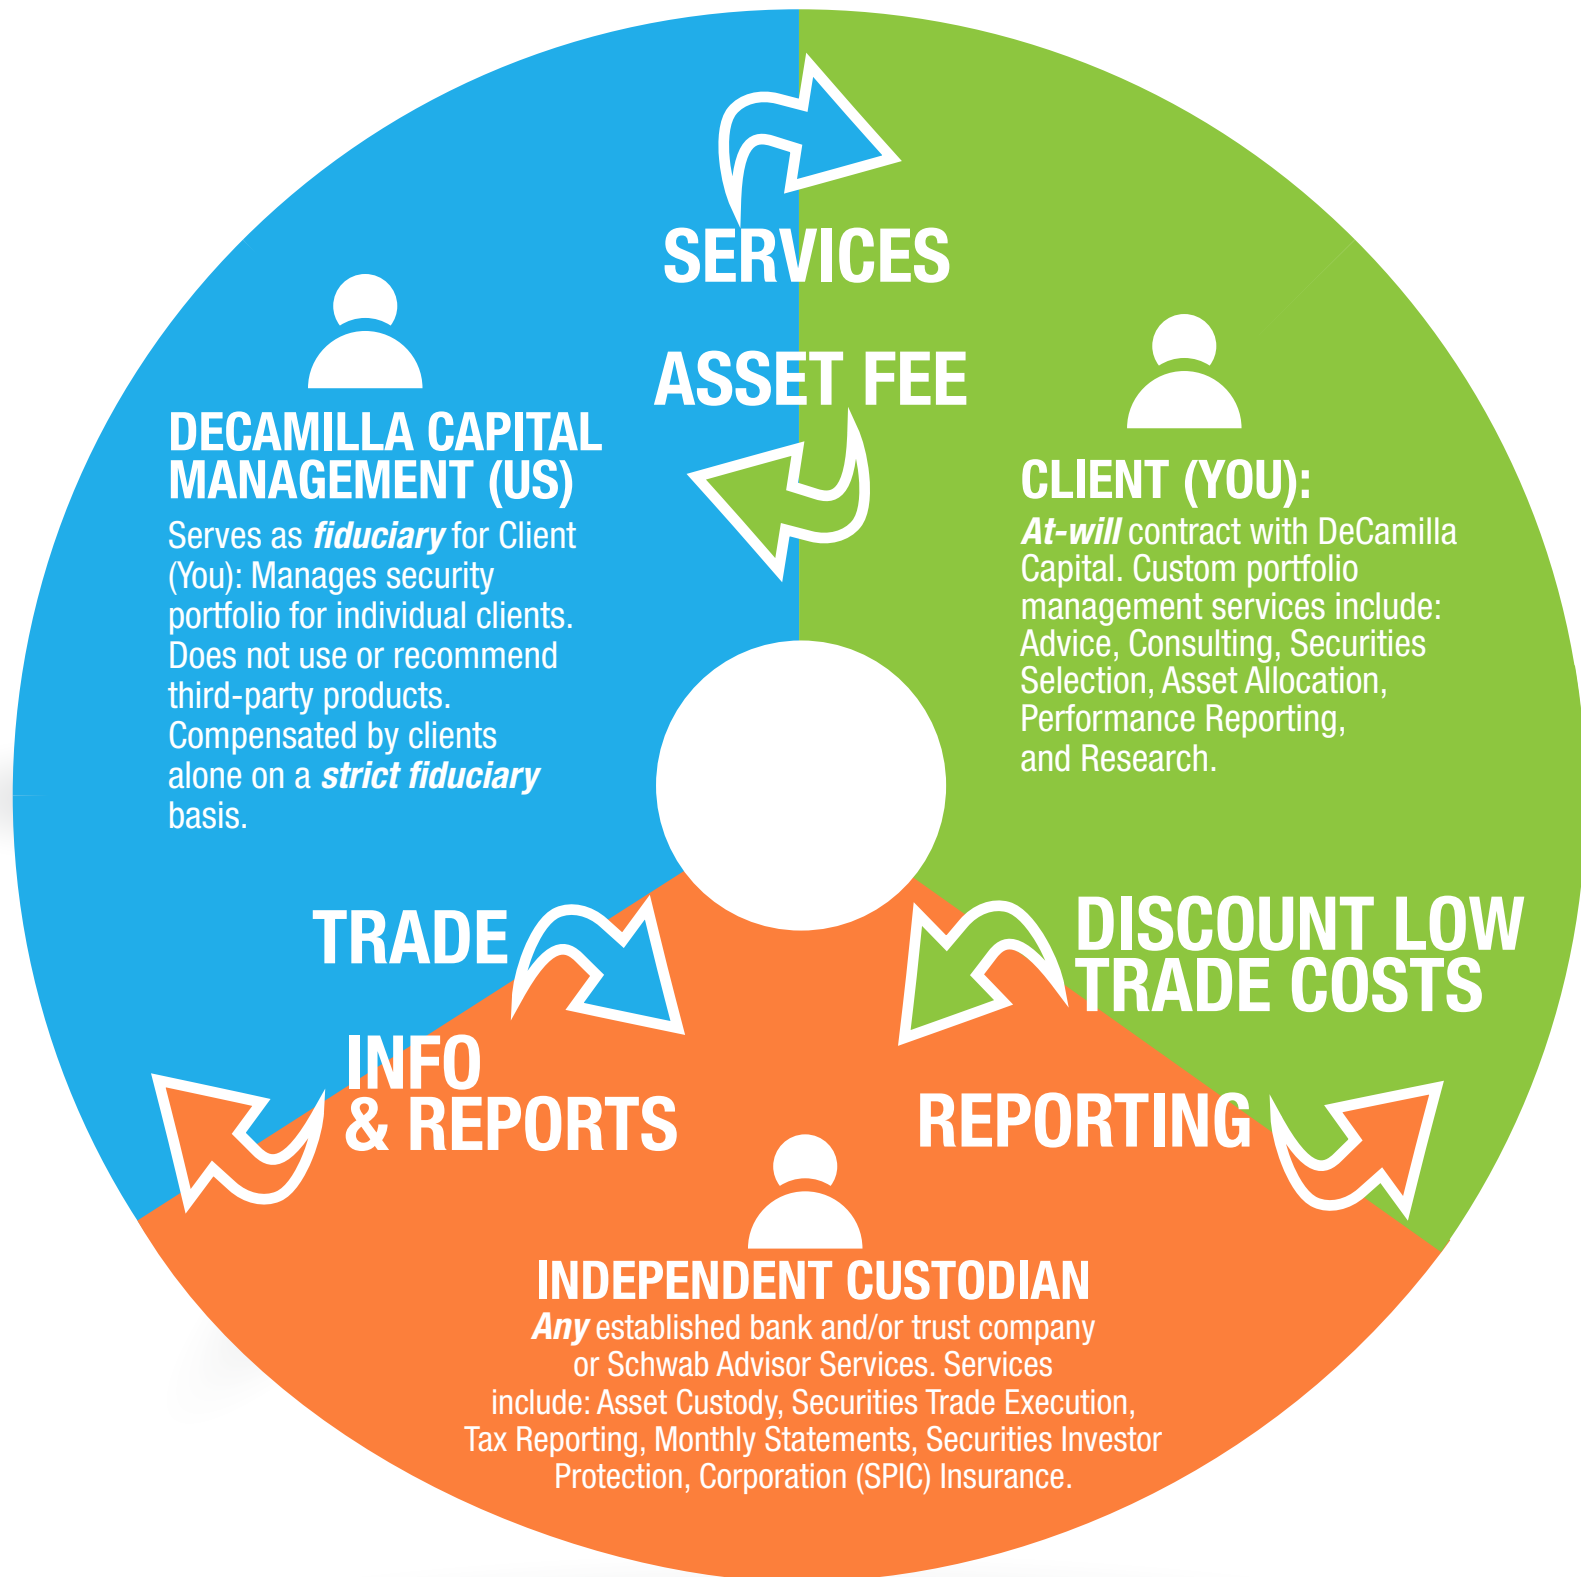 SERVICES
ASSET FEE
DECAMILLA CAPITAL
MANAGEMENT (US)
Serves as fiduciary for Client
(You): Manages security
portfolio for individual clients.
Does not use or recommend
third-party products.
Compensated by clients
alone on a strict fiduciary
basis.
CLIENT (YOU):
At-will contract with DeCamilla
Capital. Custom portfolio
management services include:
Advice, Consulting, Securities
Selection, Asset Allocation,
Performance Reporting,
and Research.
TRADE
INFO
& REPORTS
DISCOUNT LOW
TRADE COSTS
REPORTING
INDEPENDENT CUSTODIAN
Any established bank and/or trust company
or Schwab Advisor Services. Services
include: Asset Custody, Securities Trade Execution,
Tax Reporting, Monthly Statements, Securities Investor
Protection, Corporation (SPIC) Insurance.